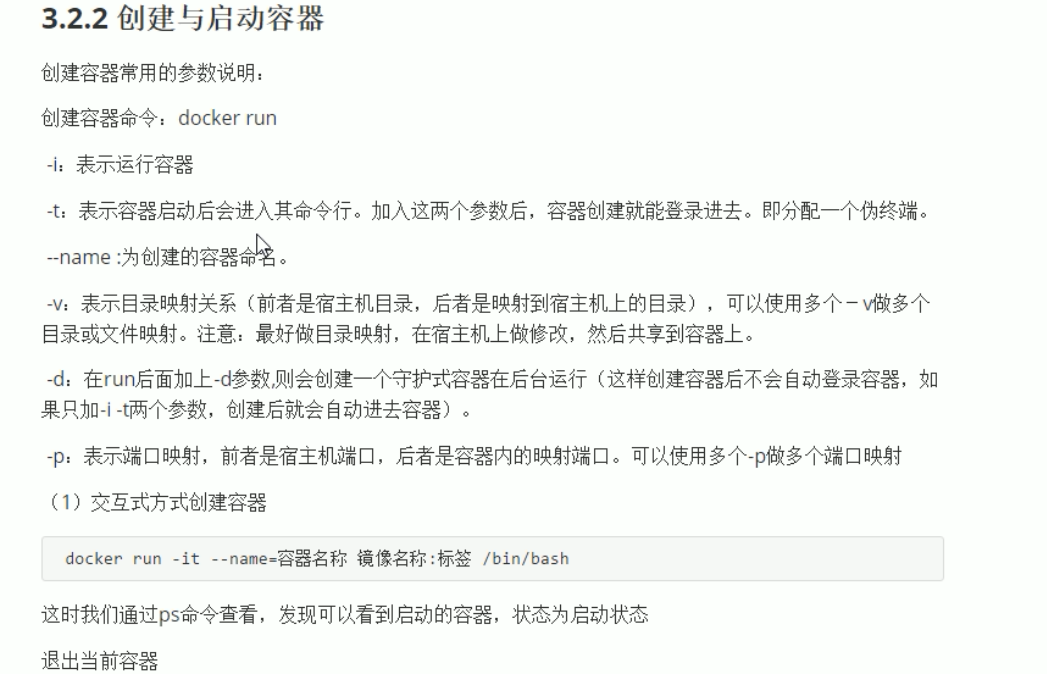 3.2.2 创建与启动容器
创建容器常用的参数说明：
创建容器命令：docker run
-i：表示运行容器
-t：表示容器启动后会进入其命令行。加入这两个参数后，容器创建就能登录进去。即分配一个伪终端。
--name :为创建的容器命名。
-v：表示目录映射关系（前者是宿主机目录，后者是映射到宿主机上的目录），可以使用多个－v做多个
目录或文件映射。注意：最好做目录映射，在宿主机上做修改，然后共享到容器上。
-d：在run后面加上-d参数,则会创建一个守护式容器在后台运行（这样创建容器后不会自动登录容器，如
果只加-i -t两个参数，创建后就会自动进去容器）。
-p：表示端口映射，前者是宿主机端口，后者是容器内的映射端口。可以使用多个-p做多个端口映射
（1）交互式方式创建容器
docker run -it --name=容器名称 镜像名称:标签 /bin/bash
这时我们通过ps命令查看，发现可以看到启动的容器，状态为启动状态
退出当前容器